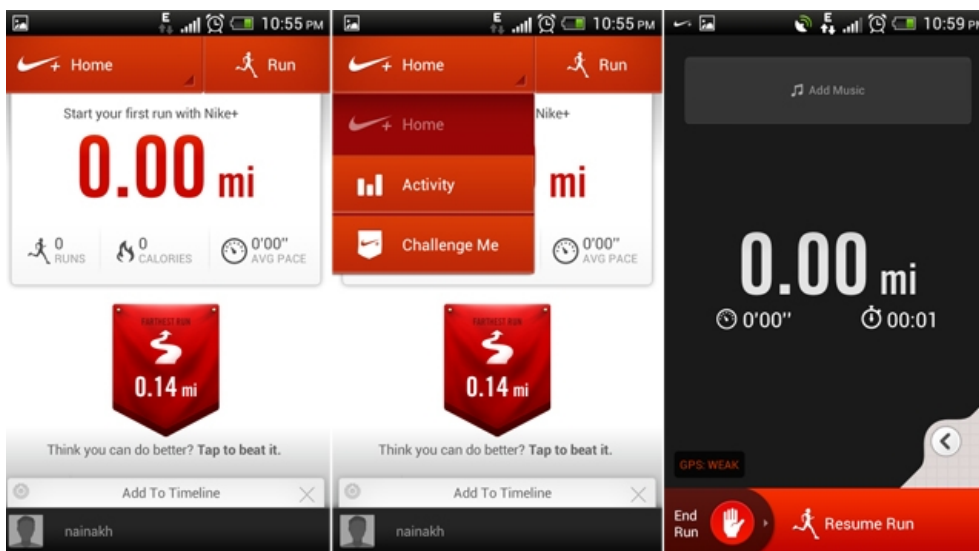 E 10:55 PM
+ Home
Run
Start your first run with Nike+
0.00 mi
0
RUNS
0
CALORIES
0'00"
AVG PACE
FARTHEST RUN
0.14 mi
Think you can do better? Tap to beat it.
Add To Timeline
nainakh
E 10:55 PM
+ Home
Run
Nike+
+ Home
Activity
Challenge Me
mi
0'00"
AVG PACE
FARTHEST RUN
0.14 mi
Think you can do better? Tap to beat it.
Add To Timeline
nainakh
E 10:59 PM
Add Music
0.00 mi
0'00''
00:01
GPS: WEAK
End
Run
Resume Run